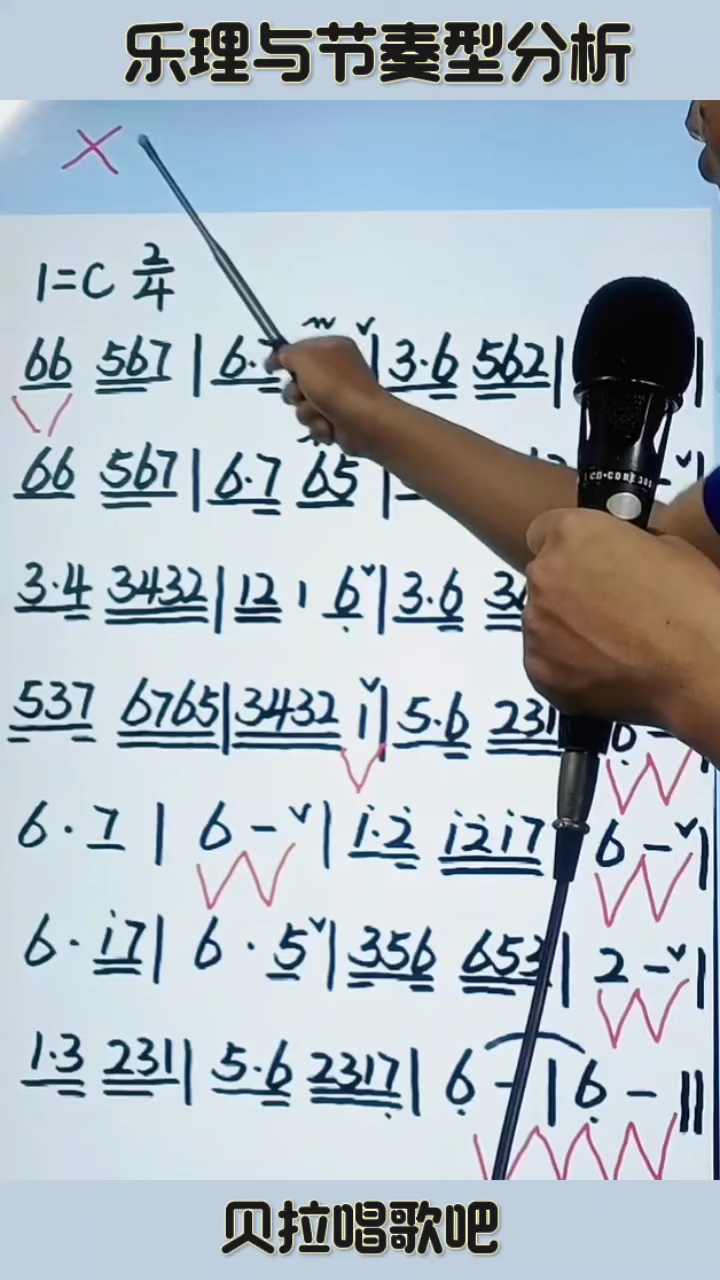 乐理与节奏型分析
×
1=C 2/4
66 567 | 6· | 3·6 562 | |
66 567 | 6·7 65 | - |
3·4 3432 | 12 1 6 | 3·6 3
537 6765 | 3432 1 | 5·6 231 6 - |
6·7 | 6 - | 1·2 1217 6 - |
6·17 | 6·5 | 356 653 | 2 - |
1·3 231 | 5·6 2317 | 6 - | 6 - ‖
贝拉唱歌吧